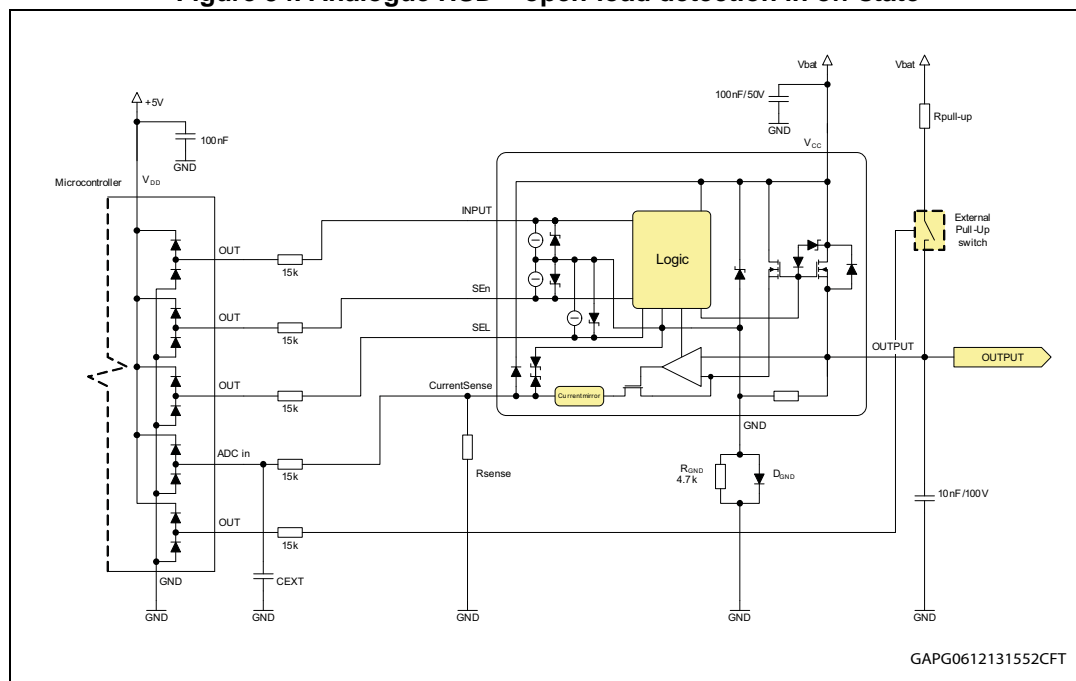 Figure 34. Analogue HSD – open-load detection in off-state
Vbat
Vbat
100nF/50V
+5V
Rpull-up
100nF
GND
GND
VCC
Microcontroller
VDD
INPUT
External
Pull-Up
switch
OUT
Logic
15k
SEn
OUT
15k
SEL
OUTPUT
OUTPUT
OUT
CurrentSense
Currentmirror
15k
GND
ADC in
RGND
4.7k
DGND
Rsense
15k
10nF/100V
OUT
15k
GND
CEXT
GND
GND
GND
GND
GND
GAPG0612131552CFT